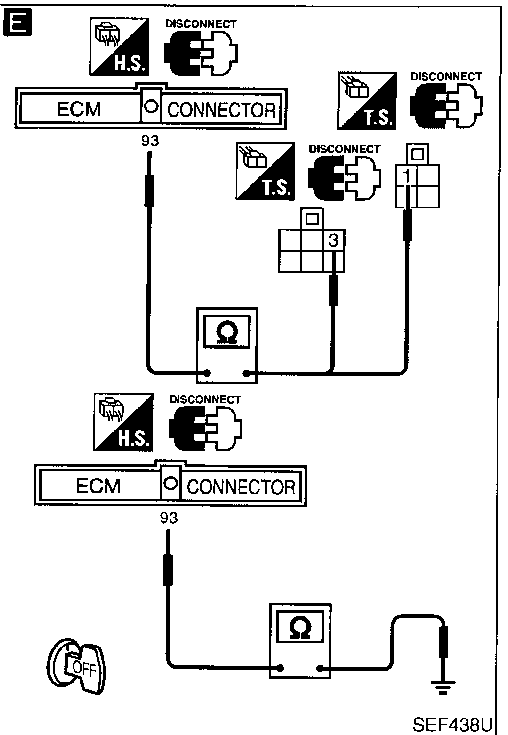 E
DISCONNECT
H.S.
ECM CONNECTOR
93
DISCONNECT
T.S.
DISCONNECT
T.S.
1
3
Ω
DISCONNECT
H.S.
ECM CONNECTOR
93
Ω
OFF
SEF438U